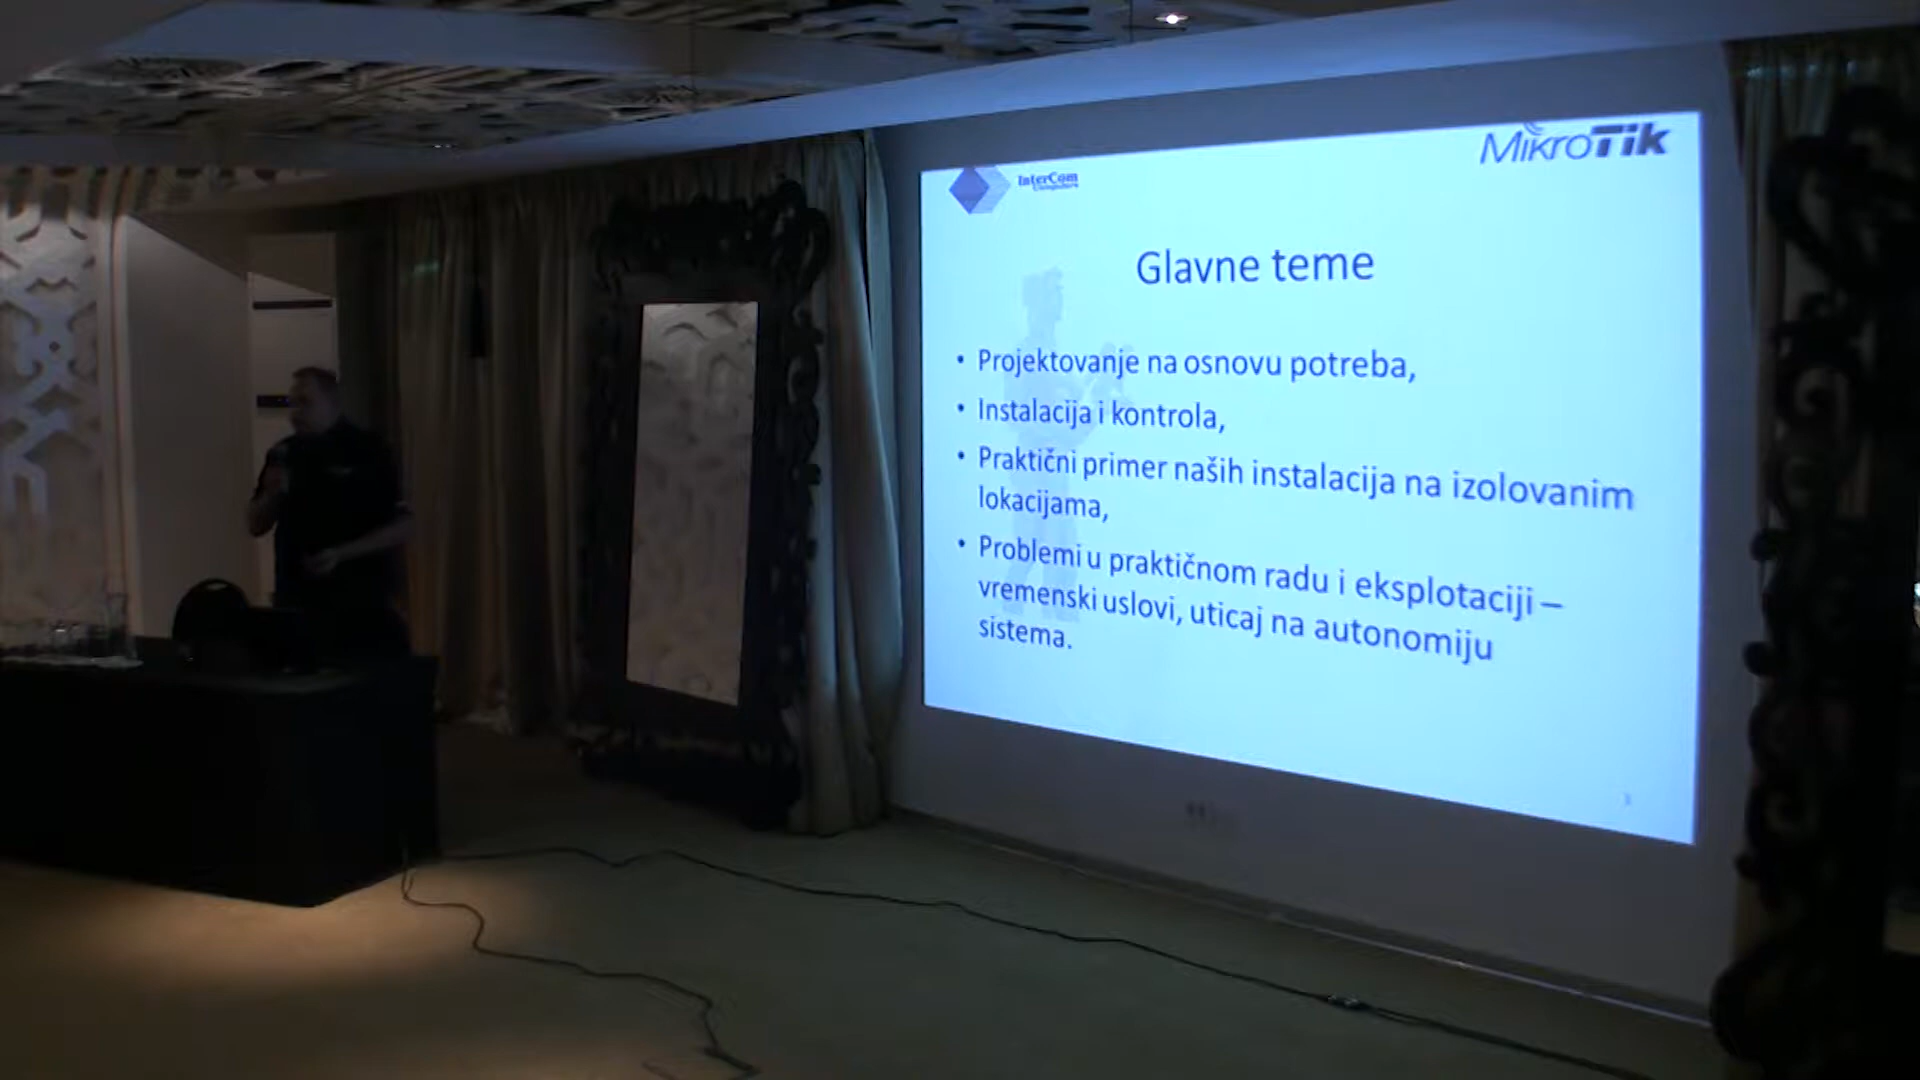 MikroTik
InterCom
Computers
Glavne teme
• Projektovanje na osnovu potreba,
• Instalacija i kontrola,
• Praktični primer naših instalacija na izolovanim
lokacijama,
• Problemi u praktičnom radu i eksplotaciji –
vremenski uslovi, uticaj na autonomiju
sistema.